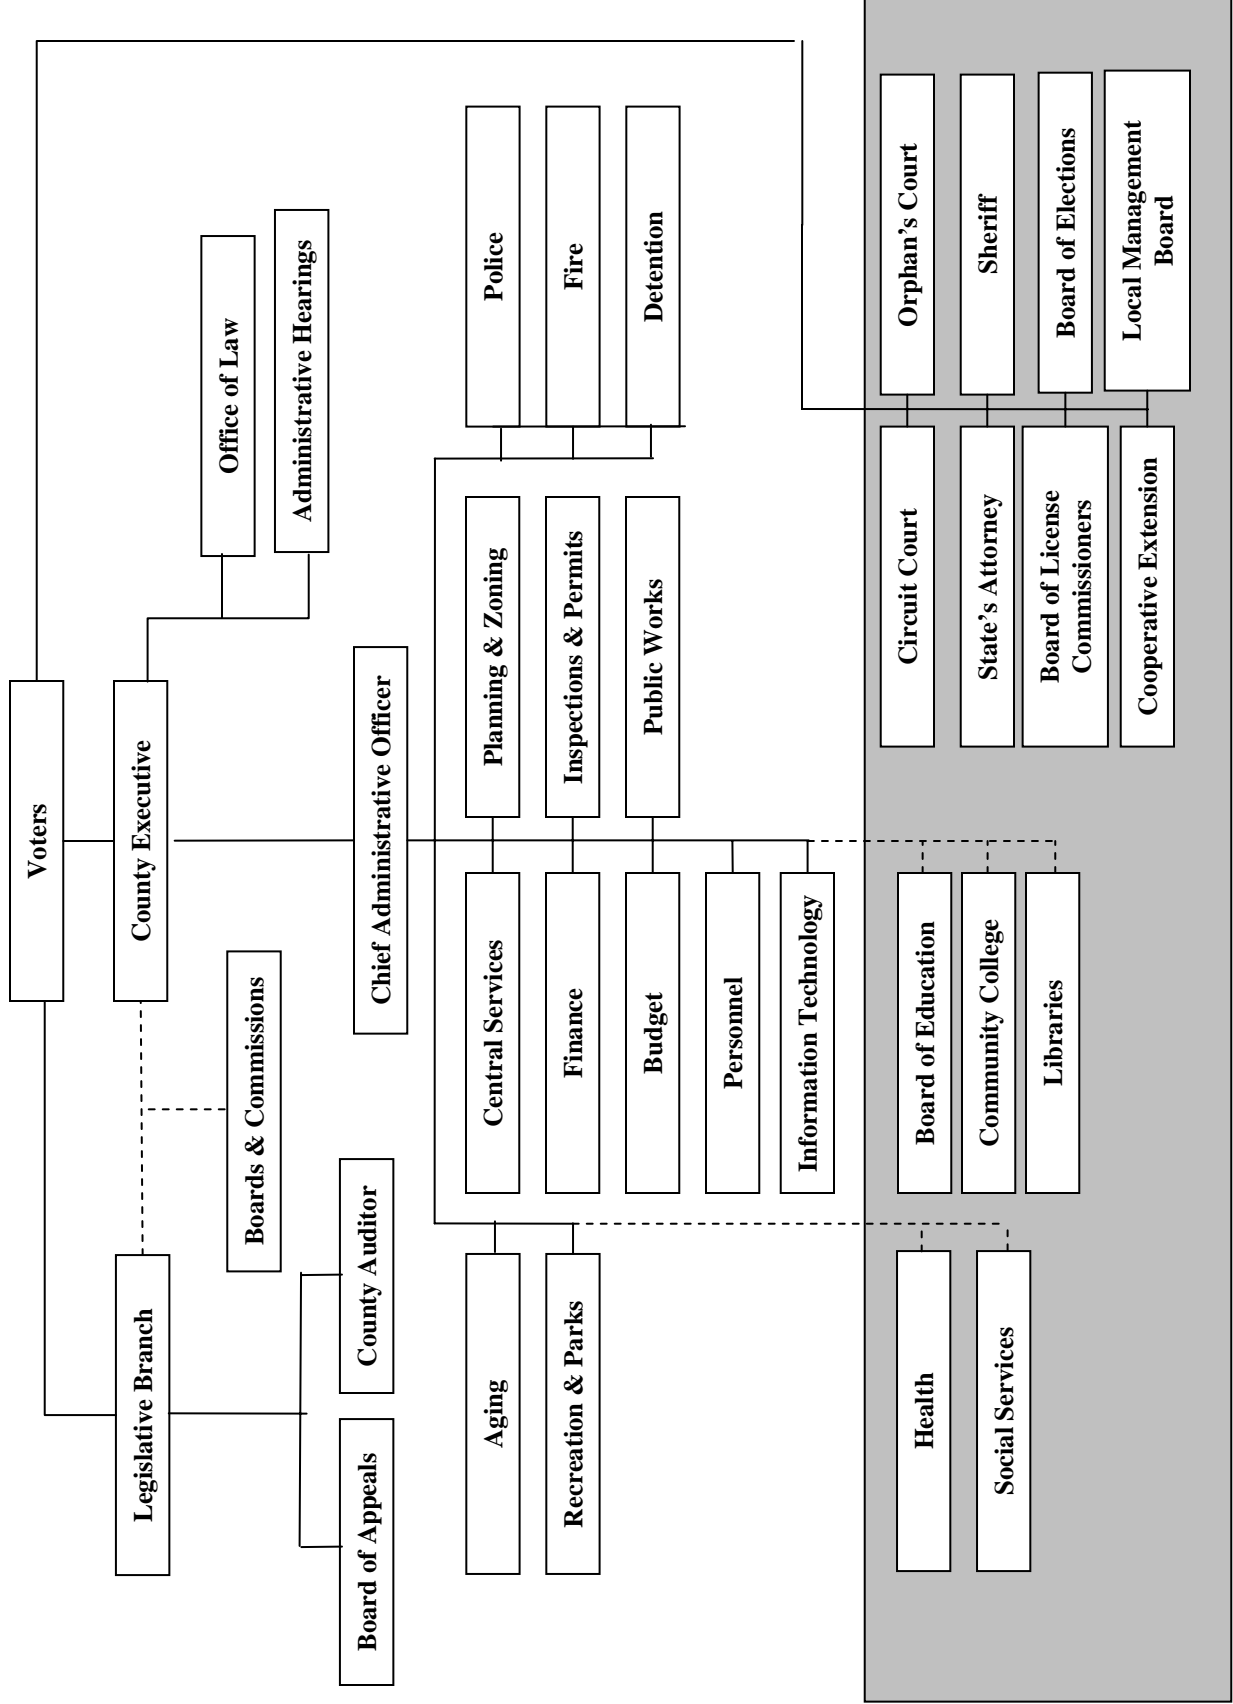 Voters
Legislative Branch
County Executive
Office of Law
Boards & Commissions
Administrative Hearings
Board of Appeals
County Auditor
Chief Administrative Officer
Aging
Central Services
Planning & Zoning
Police
Recreation & Parks
Finance
Inspections & Permits
Fire
Budget
Public Works
Detention
Personnel
Information Technology
Health
Board of Education
Circuit Court
Orphan's Court
Social Services
Community College
State's Attorney
Sheriff
Libraries
Board of License
Commissioners
Board of Elections
Cooperative Extension
Local Management
Board